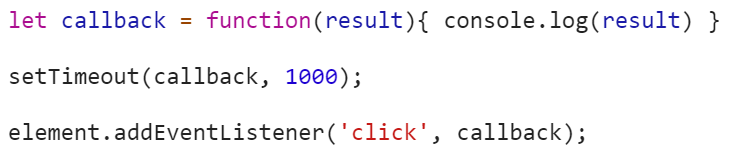 let callback = function(result){ console.log(result) }
setTimeout(callback, 1000);
element.addEventListener('click', callback);